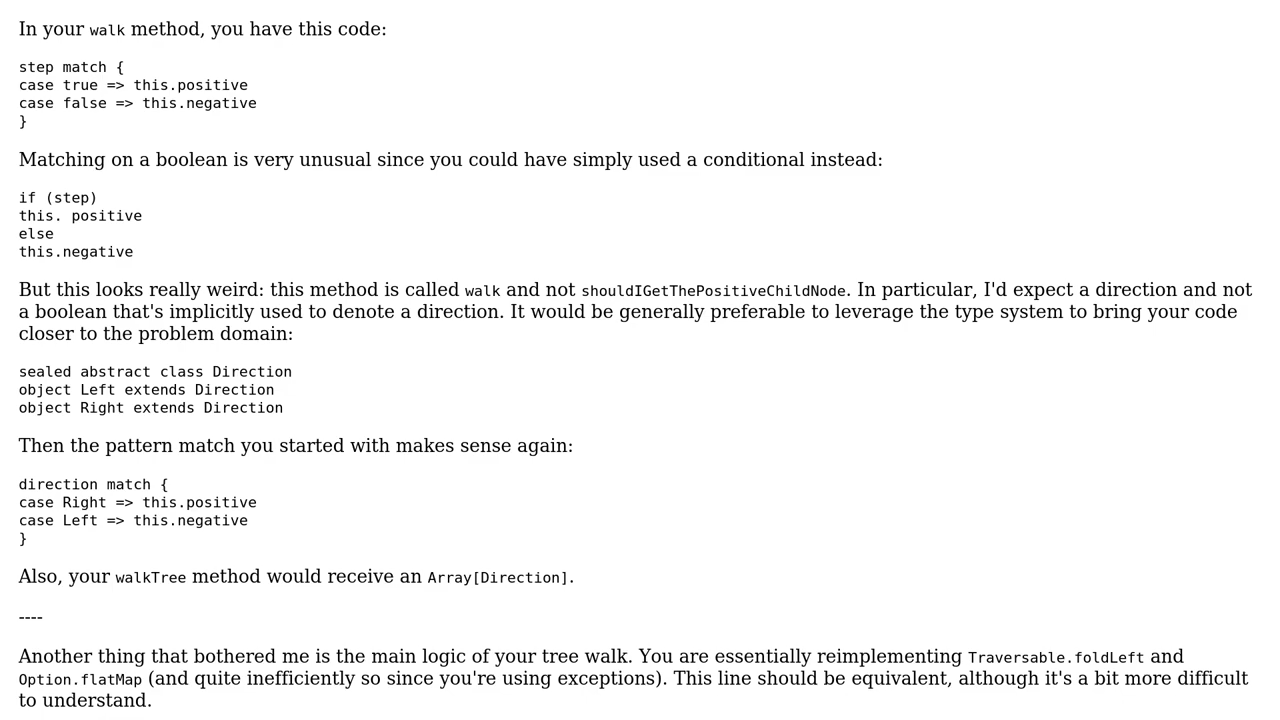 In your walk method, you have this code:
step match {
case true => this.positive
case false => this.negative
}
Matching on a boolean is very unusual since you could have simply used a conditional instead:
if (step)
this. positive
else
this.negative
But this looks really weird: this method is called walk and not shouldIGetThePositiveChildNode. In particular, I'd expect a direction and not
a boolean that's implicitly used to denote a direction. It would be generally preferable to leverage the type system to bring your code
closer to the problem domain:
sealed abstract class Direction
object Left extends Direction
object Right extends Direction
Then the pattern match you started with makes sense again:
direction match {
case Right => this.positive
case Left => this.negative
}
Also, your walkTree method would receive an Array[Direction].
----
Another thing that bothered me is the main logic of your tree walk. You are essentially reimplementing Traversable.foldLeft and
Option.flatMap (and quite inefficiently so since you're using exceptions). This line should be equivalent, although it's a bit more difficult
to understand.